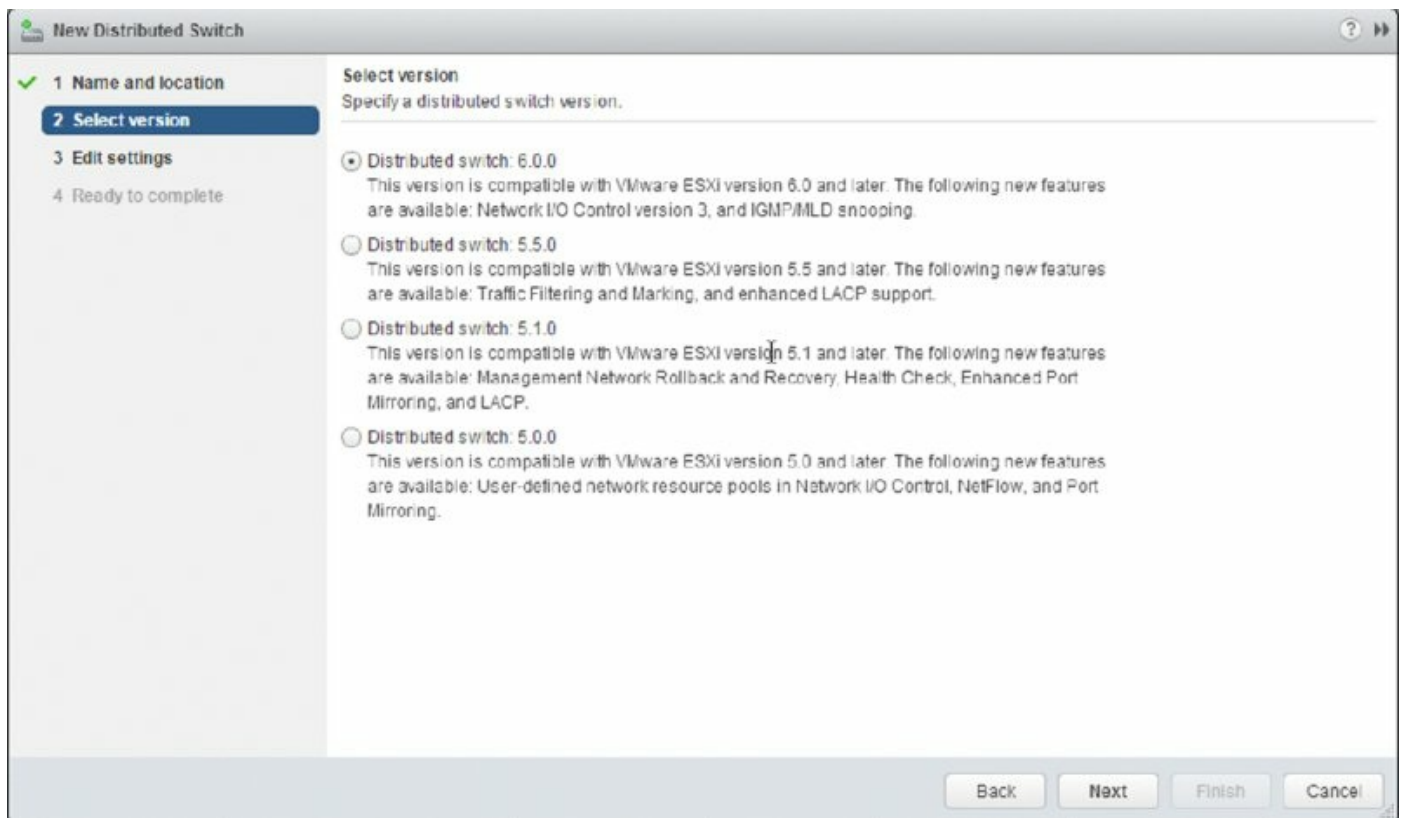 New Distributed Switch
?
1 Name and location
2 Select version
3 Edit settings
4 Ready to complete
Select version
Specify a distributed switch version.
Distributed switch: 6.0.0
This version is compatible with VMware ESXi version 6.0 and later. The following new features
are available: Network I/O Control version 3, and IGMP/MLD snooping.
Distributed switch: 5.5.0
This version is compatible with VMware ESXi version 5.5 and later. The following new features
are available: Traffic Filtering and Marking, and enhanced LACP support.
Distributed switch: 5.1.0
This version is compatible with VMware ESXi version 5.1 and later. The following new features
are available: Management Network Rollback and Recovery, Health Check, Enhanced Port
Mirroring, and LACP.
Distributed switch: 5.0.0
This version is compatible with VMware ESXi version 5.0 and later. The following new features
are available: User-defined network resource pools in Network I/O Control, NetFlow, and Port
Mirroring.
Back Next Finish Cancel